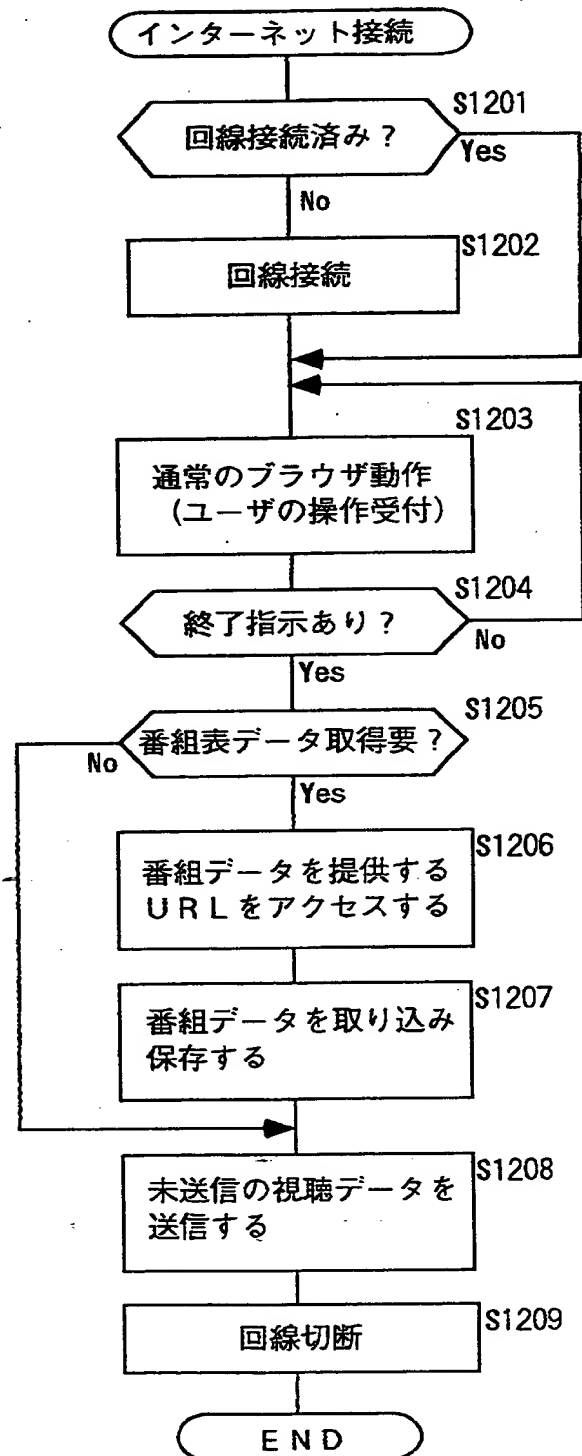 インターネット接続
S1201
回線接続済み？
Yes
No
S1202
回線接続
S1203
通常のブラウザ動作
(ユーザの操作受付)
S1204
終了指示あり？
No
Yes
S1205
番組表データ取得要？
No
Yes
S1206
番組データを提供する
ＵＲＬをアクセスする
S1207
番組データを取り込み
保存する
S1208
未送信の視聴データを
送信する
S1209
回線切断
ＥＮＤ